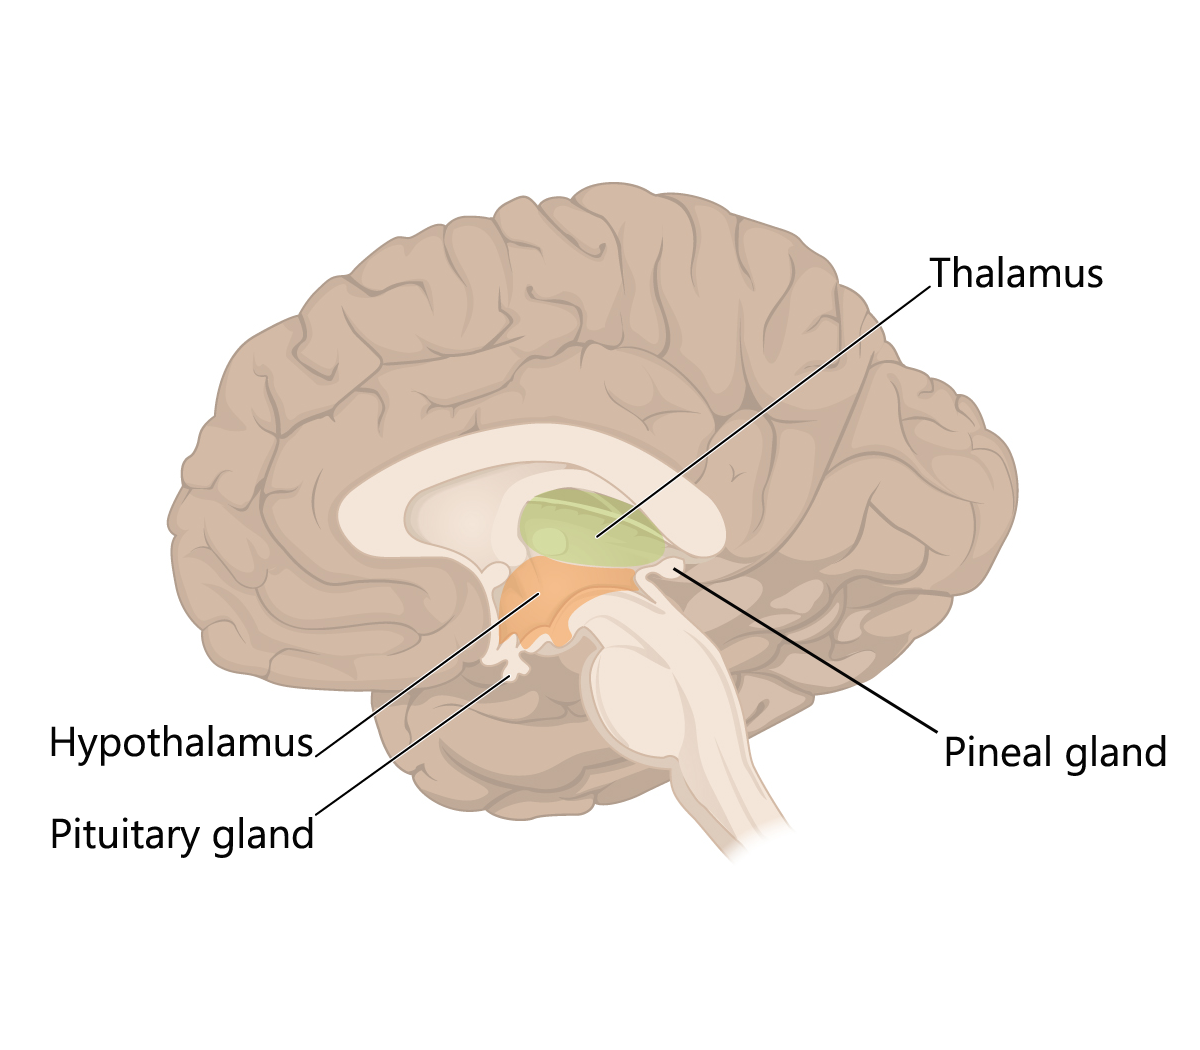 Thalamus
Hypothalamus
Pineal gland
Pituitary gland